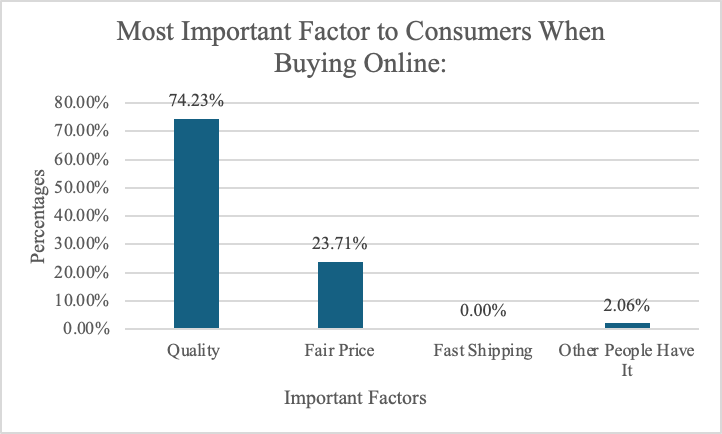 Most Important Factor to Consumers When
Buying Online:
Percentages
80.00%
70.00%
60.00%
50.00%
40.00%
30.00%
20.00%
10.00%
0.00%
74.23%
23.71%
0.00%
2.06%
Quality
Fair Price
Fast Shipping
Other People Have
It
Important Factors